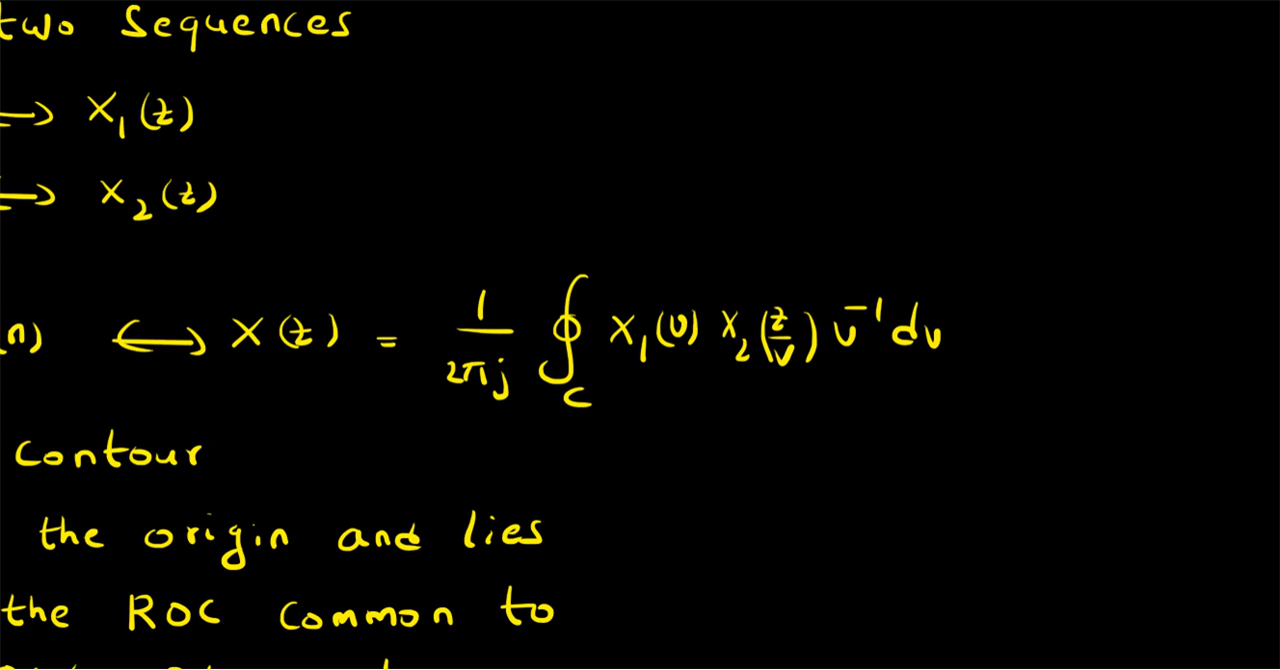 two Sequences
⟷ X₁(z)
⟷ X₂(z)
(n) ⟷ X(z) = 1/2πj ∮_C X₁(v) X₂(z/v) v⁻¹ dv
Contour
the origin and lies
the ROC common to